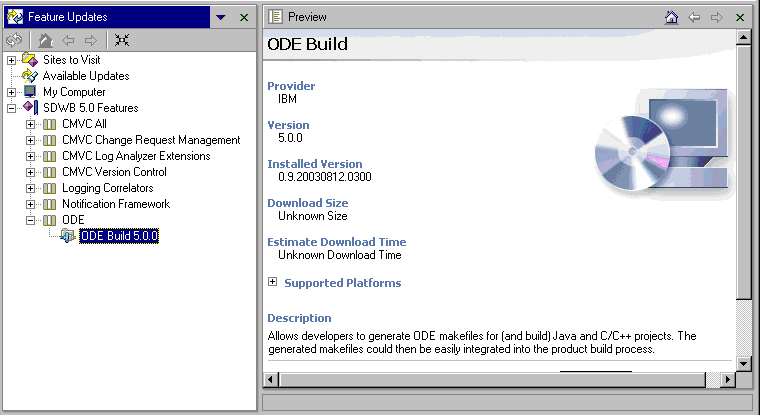 Feature Updates
Sites to Visit
Available Updates
My Computer
SDWB 5.0 Features
CMVC All
CMVC Change Request Management
CMVC Log Analyzer Extensions
CMVC Version Control
Logging Correlators
Notification Framework
ODE
ODE Build 5.0.0
Preview
ODE Build
Provider
IBM
Version
5.0.0
Installed Version
0.9.20030812.0300
Download Size
Unknown Size
Estimate Download Time
Unknown Download Time
Supported Platforms
Description
Allows developers to generate ODE makefiles for (and build) Java and C/C++ projects. The
generated makefiles could then be easily integrated into the product build process.